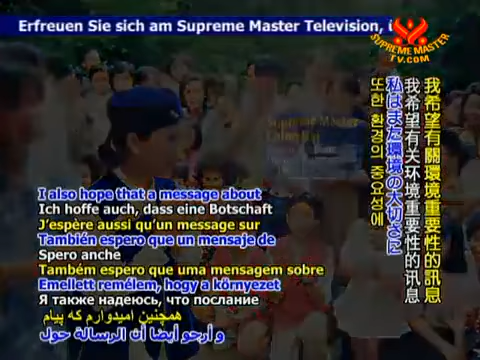 Erfreuen Sie sich am Supreme Master Television, i
SUPREME MASTER
TV.COM
Supreme Master
I also hope that a message about
Ich hoffe auch, dass eine Botschaft
J'espère aussi qu'un message sur
También espero que un mensaje de
Spero anche
Também espero que uma mensagem sobre
Emellett remélem, hogy a környezet
Я также надеюсь, что послание
همچنین امیدوارم که پیام
و أرجو أيضا أن الرسالة حول
我希望有關環境重要性的訊息
我希望有关环境重要性的讯息
私はまた環境の大切さに
또한 환경의 중요성에